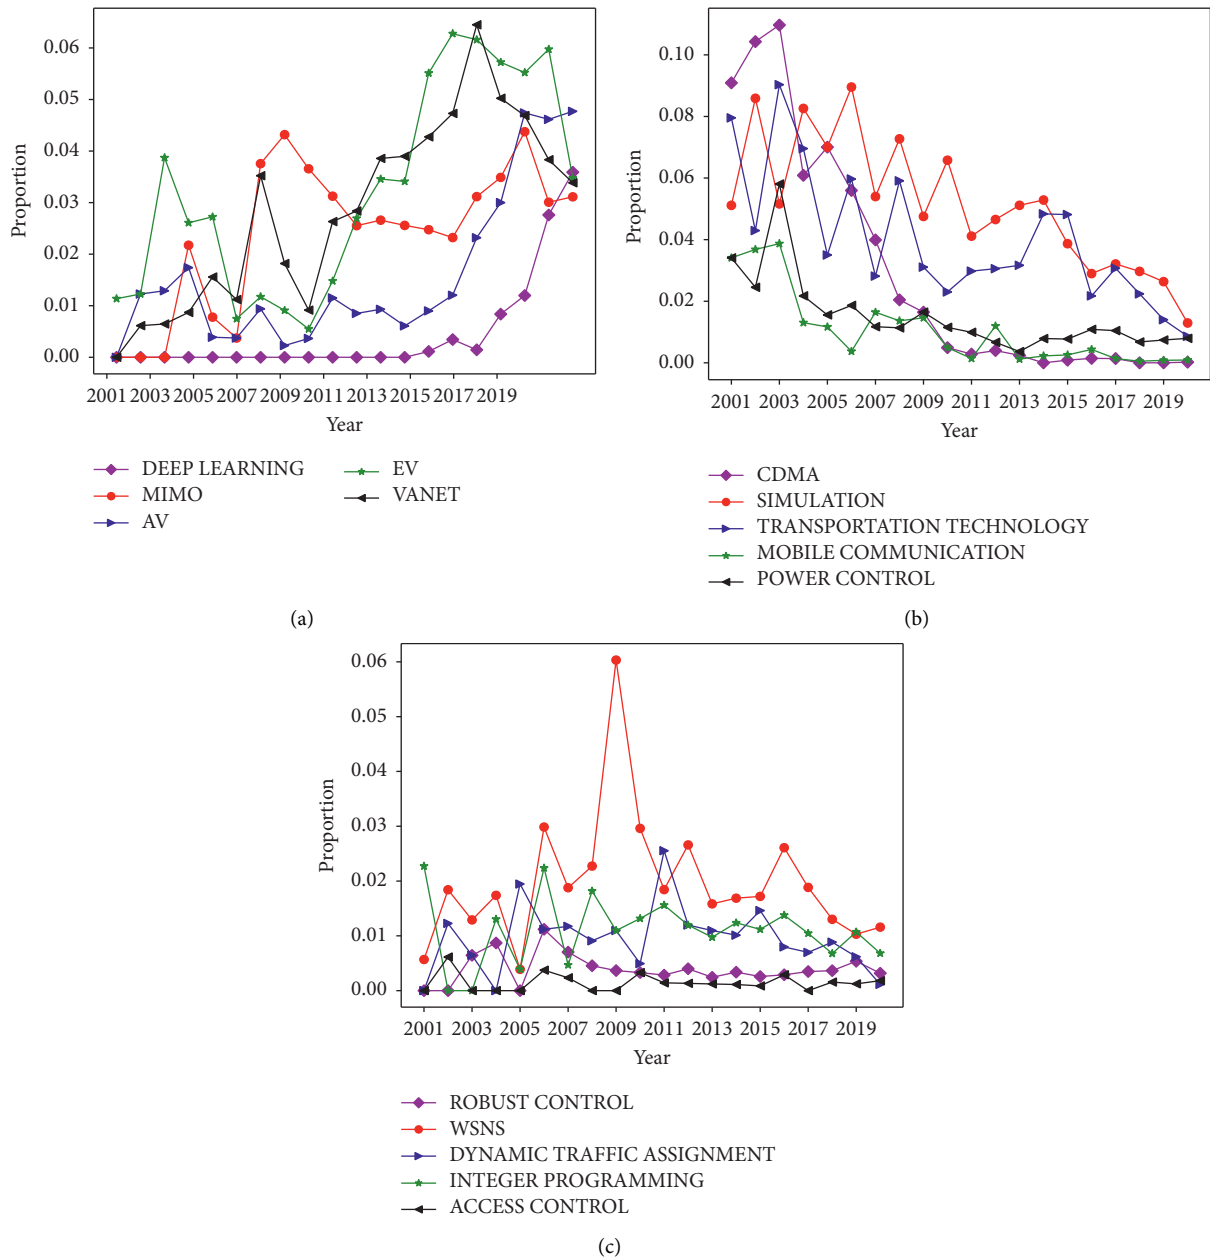 0.06
0.05
0.04
0.03
0.02
0.01
0.00
Proportion
2001 2003 2005 2007 2009 2011 2013 2015 2017 2019
Year
DEEP LEARNING
MIMO
AV
EV
VANET
(a)
0.10
0.08
0.06
0.04
0.02
0.00
Proportion
2001 2003 2005 2007 2009 2011 2013 2015 2017 2019
Year
CDMA
SIMULATION
TRANSPORTATION TECHNOLOGY
MOBILE COMMUNICATION
POWER CONTROL
(b)
0.06
0.05
0.04
0.03
0.02
0.01
0.00
Proportion
2001 2003 2005 2007 2009 2011 2013 2015 2017 2019
Year
ROBUST CONTROL
WSNS
DYNAMIC TRAFFIC ASSIGNMENT
INTEGER PROGRAMMING
ACCESS CONTROL
(c)